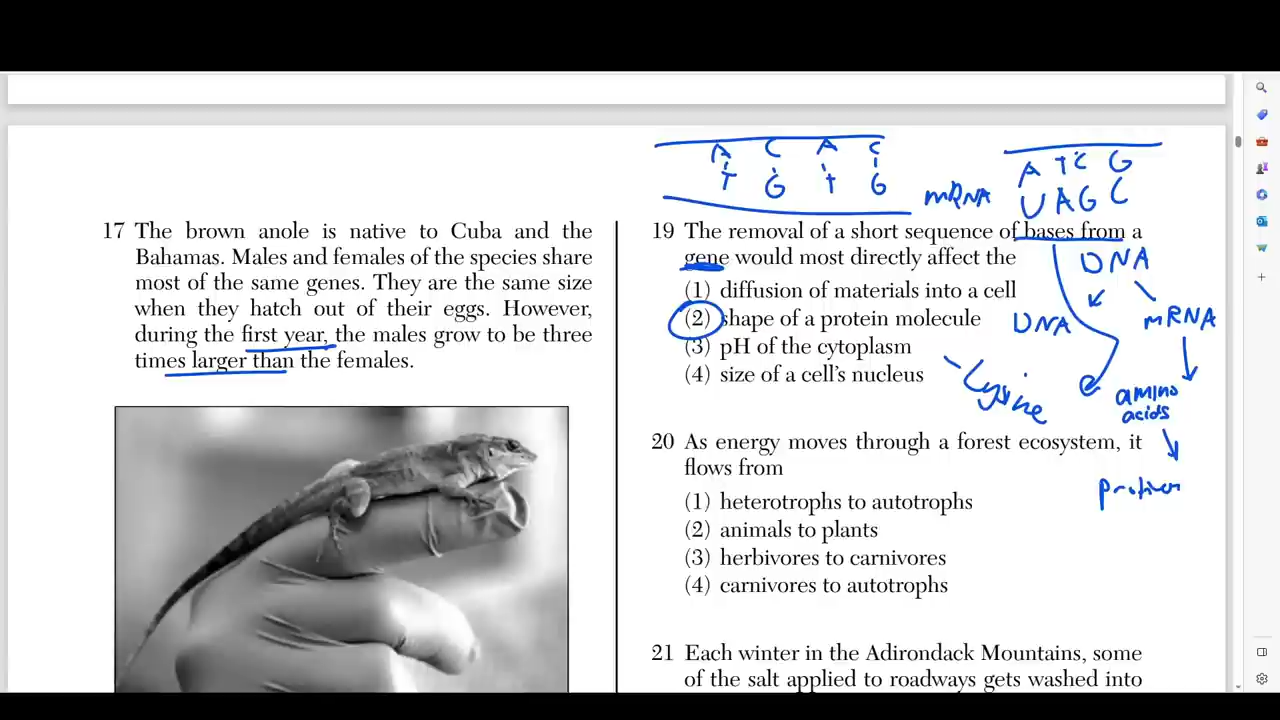 17 The brown anole is native to Cuba and the
Bahamas. Males and females of the species share
most of the same genes. They are the same size
when they hatch out of their eggs. However,
during the first year, the males grow to be three
times larger than the females.
A C A C
T G T G
mRNA
A T C G
U A G C
19 The removal of a short sequence of bases from a
gene would most directly affect the
(1) diffusion of materials into a cell
(2) shape of a protein molecule
(3) pH of the cytoplasm
(4) size of a cell's nucleus
DNA
DNA
mRNA
Lysine
amino
acids
20 As energy moves through a forest ecosystem, it
flows from
(1) heterotrophs to autotrophs
(2) animals to plants
(3) herbivores to carnivores
(4) carnivores to autotrophs
21 Each winter in the Adirondack Mountains, some
of the salt applied to roadways gets washed into